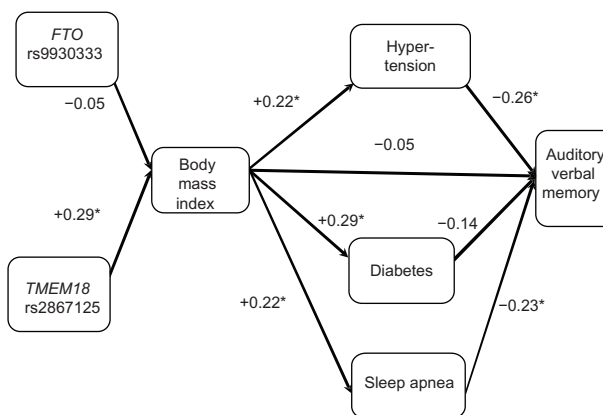 FTO
rs9930333
−0.05
+0.29*
TMEM18
rs2867125
Body
mass
index
+0.22*
−0.05
+0.29*
+0.22*
Hyper-
tension
Diabetes
Sleep apnea
−0.26*
−0.14
−0.23*
Auditory
verbal
memory